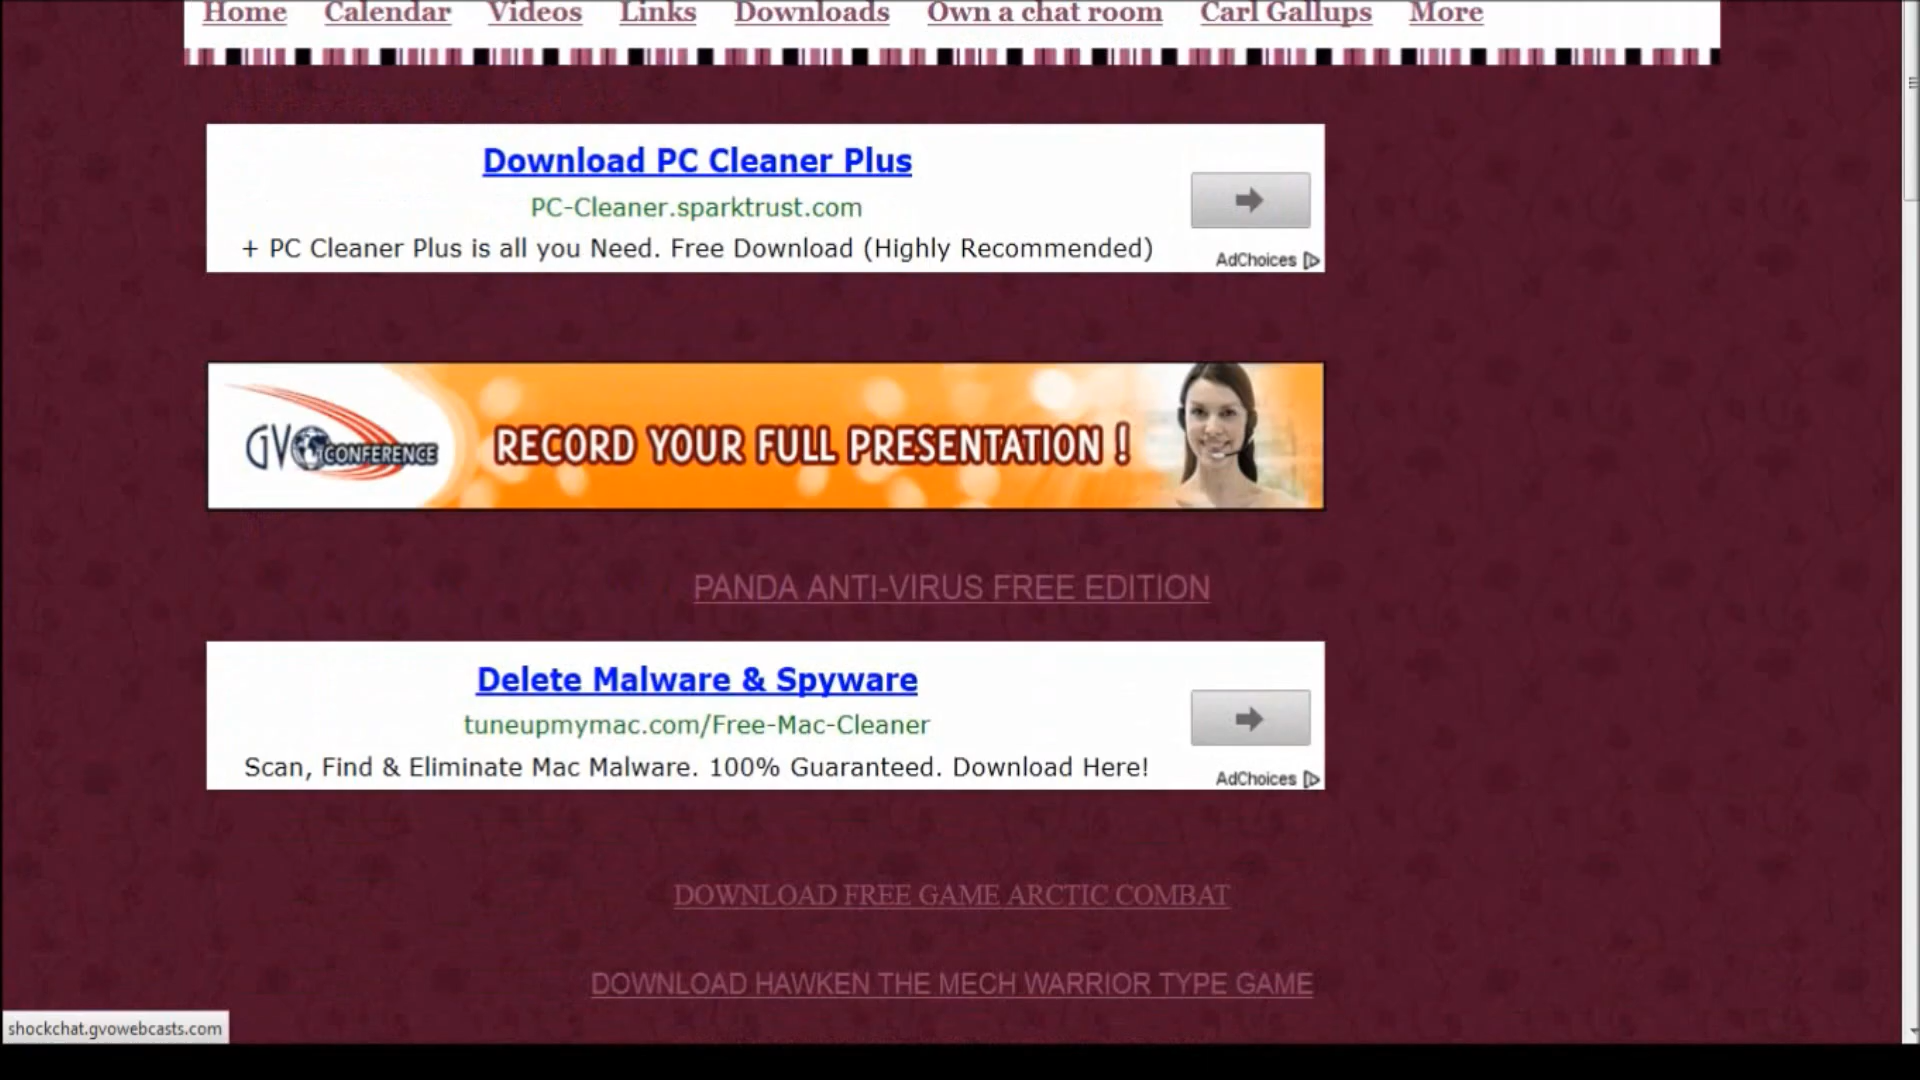 Home Calendar Videos Links Downloads Own a chat room Carl Gallups More
Download PC Cleaner Plus
PC-Cleaner.sparktrust.com
+ PC Cleaner Plus is all you Need. Free Download (Highly Recommended)
AdChoices
GVO CONFERENCE
RECORD YOUR FULL PRESENTATION !
PANDA ANTI-VIRUS FREE EDITION
Delete Malware & Spyware
tuneupmymac.com/Free-Mac-Cleaner
Scan, Find & Eliminate Mac Malware. 100% Guaranteed. Download Here!
AdChoices
DOWNLOAD FREE GAME ARCTIC COMBAT
DOWNLOAD HAWKEN THE MECH WARRIOR TYPE GAME
shockchat.gvowebcasts.com